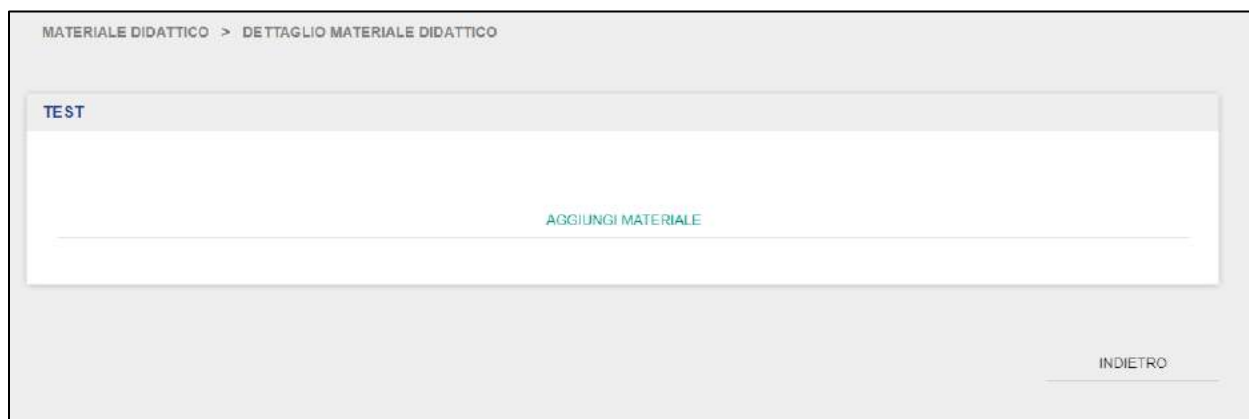 MATERIALE DIDATTICO > DETTAGLIO MATERIALE DIDATTICO
TEST
AGGIUNGI MATERIALE
INDIETRO